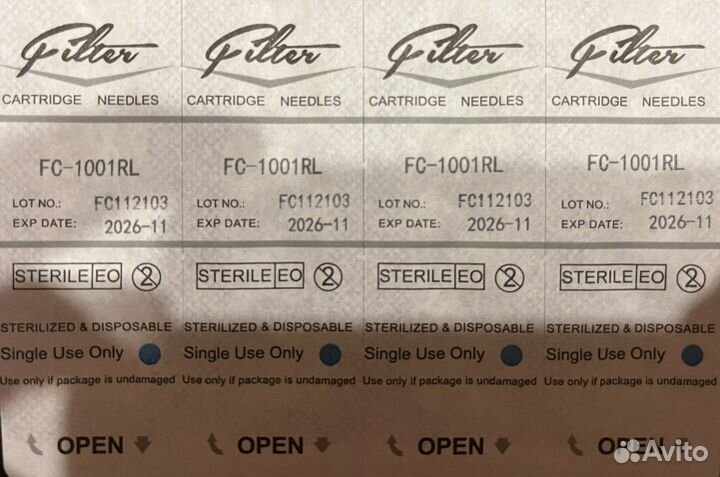 Filter Filter Filter Filter
CARTRIDGE NEEDLES CARTRIDGE NEEDLES CARTRIDGE NEEDLES CARTRIDGE NEEDLES
FC-1001RL FC-1001RL FC-1001RL FC-1001RL
LOT NO.: FC112103 LOT NO.: FC112103 LOT NO.: FC112103 LOT NO.: FC112103
EXP DATE: 2026-11 EXP DATE: 2026-11 EXP DATE: 2026-11 EXP DATE: 2026-11
STERILE EO 2 STERILE EO 2 STERILE EO 2 STERILE EO 2
STERILIZED & DISPOSABLE STERILIZED & DISPOSABLE STERILIZED & DISPOSABLE STERILIZED & DISPOSABLE
Single Use Only Single Use Only Single Use Only Single Use Only
Use only if package is undamaged Use only if package is undamaged Use only if package is undamaged Use only if package is undamaged
OPEN OPEN OPEN OPEN
Avito